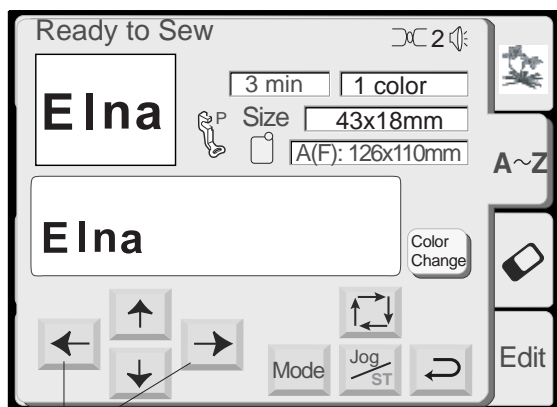 Ready to Sew
2
3 min
1 color
Elna
P
Size
43x18mm
A(F): 126x110mm
A~Z
Elna
Color
Change
Mode
Jog
ST
Edit